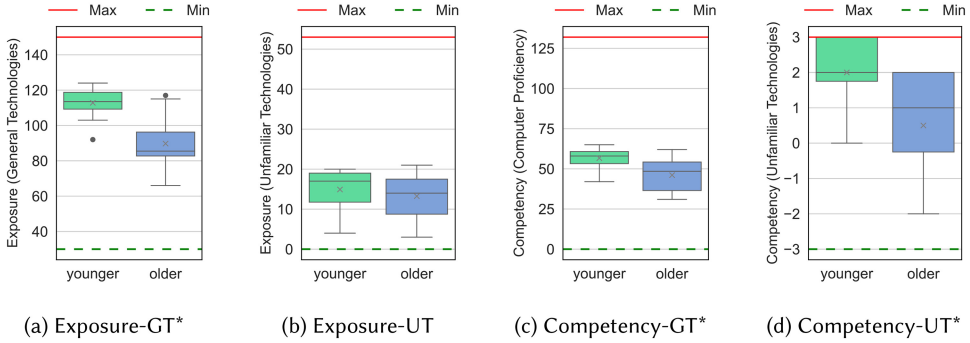 Max Min
Exposure (General Technologies)
140
120
100
80
60
40
younger older
(a) Exposure-GT*
Max Min
Exposure (Unfamiliar Technologies)
50
40
30
20
10
0
younger older
(b) Exposure-UT
Max Min
Competency (Computer Proficiency)
125
100
75
50
25
0
younger older
(c) Competency-GT*
Max Min
Competency (Unfamiliar Technologies)
3
2
1
0
−1
−2
−3
younger older
(d) Competency-UT*